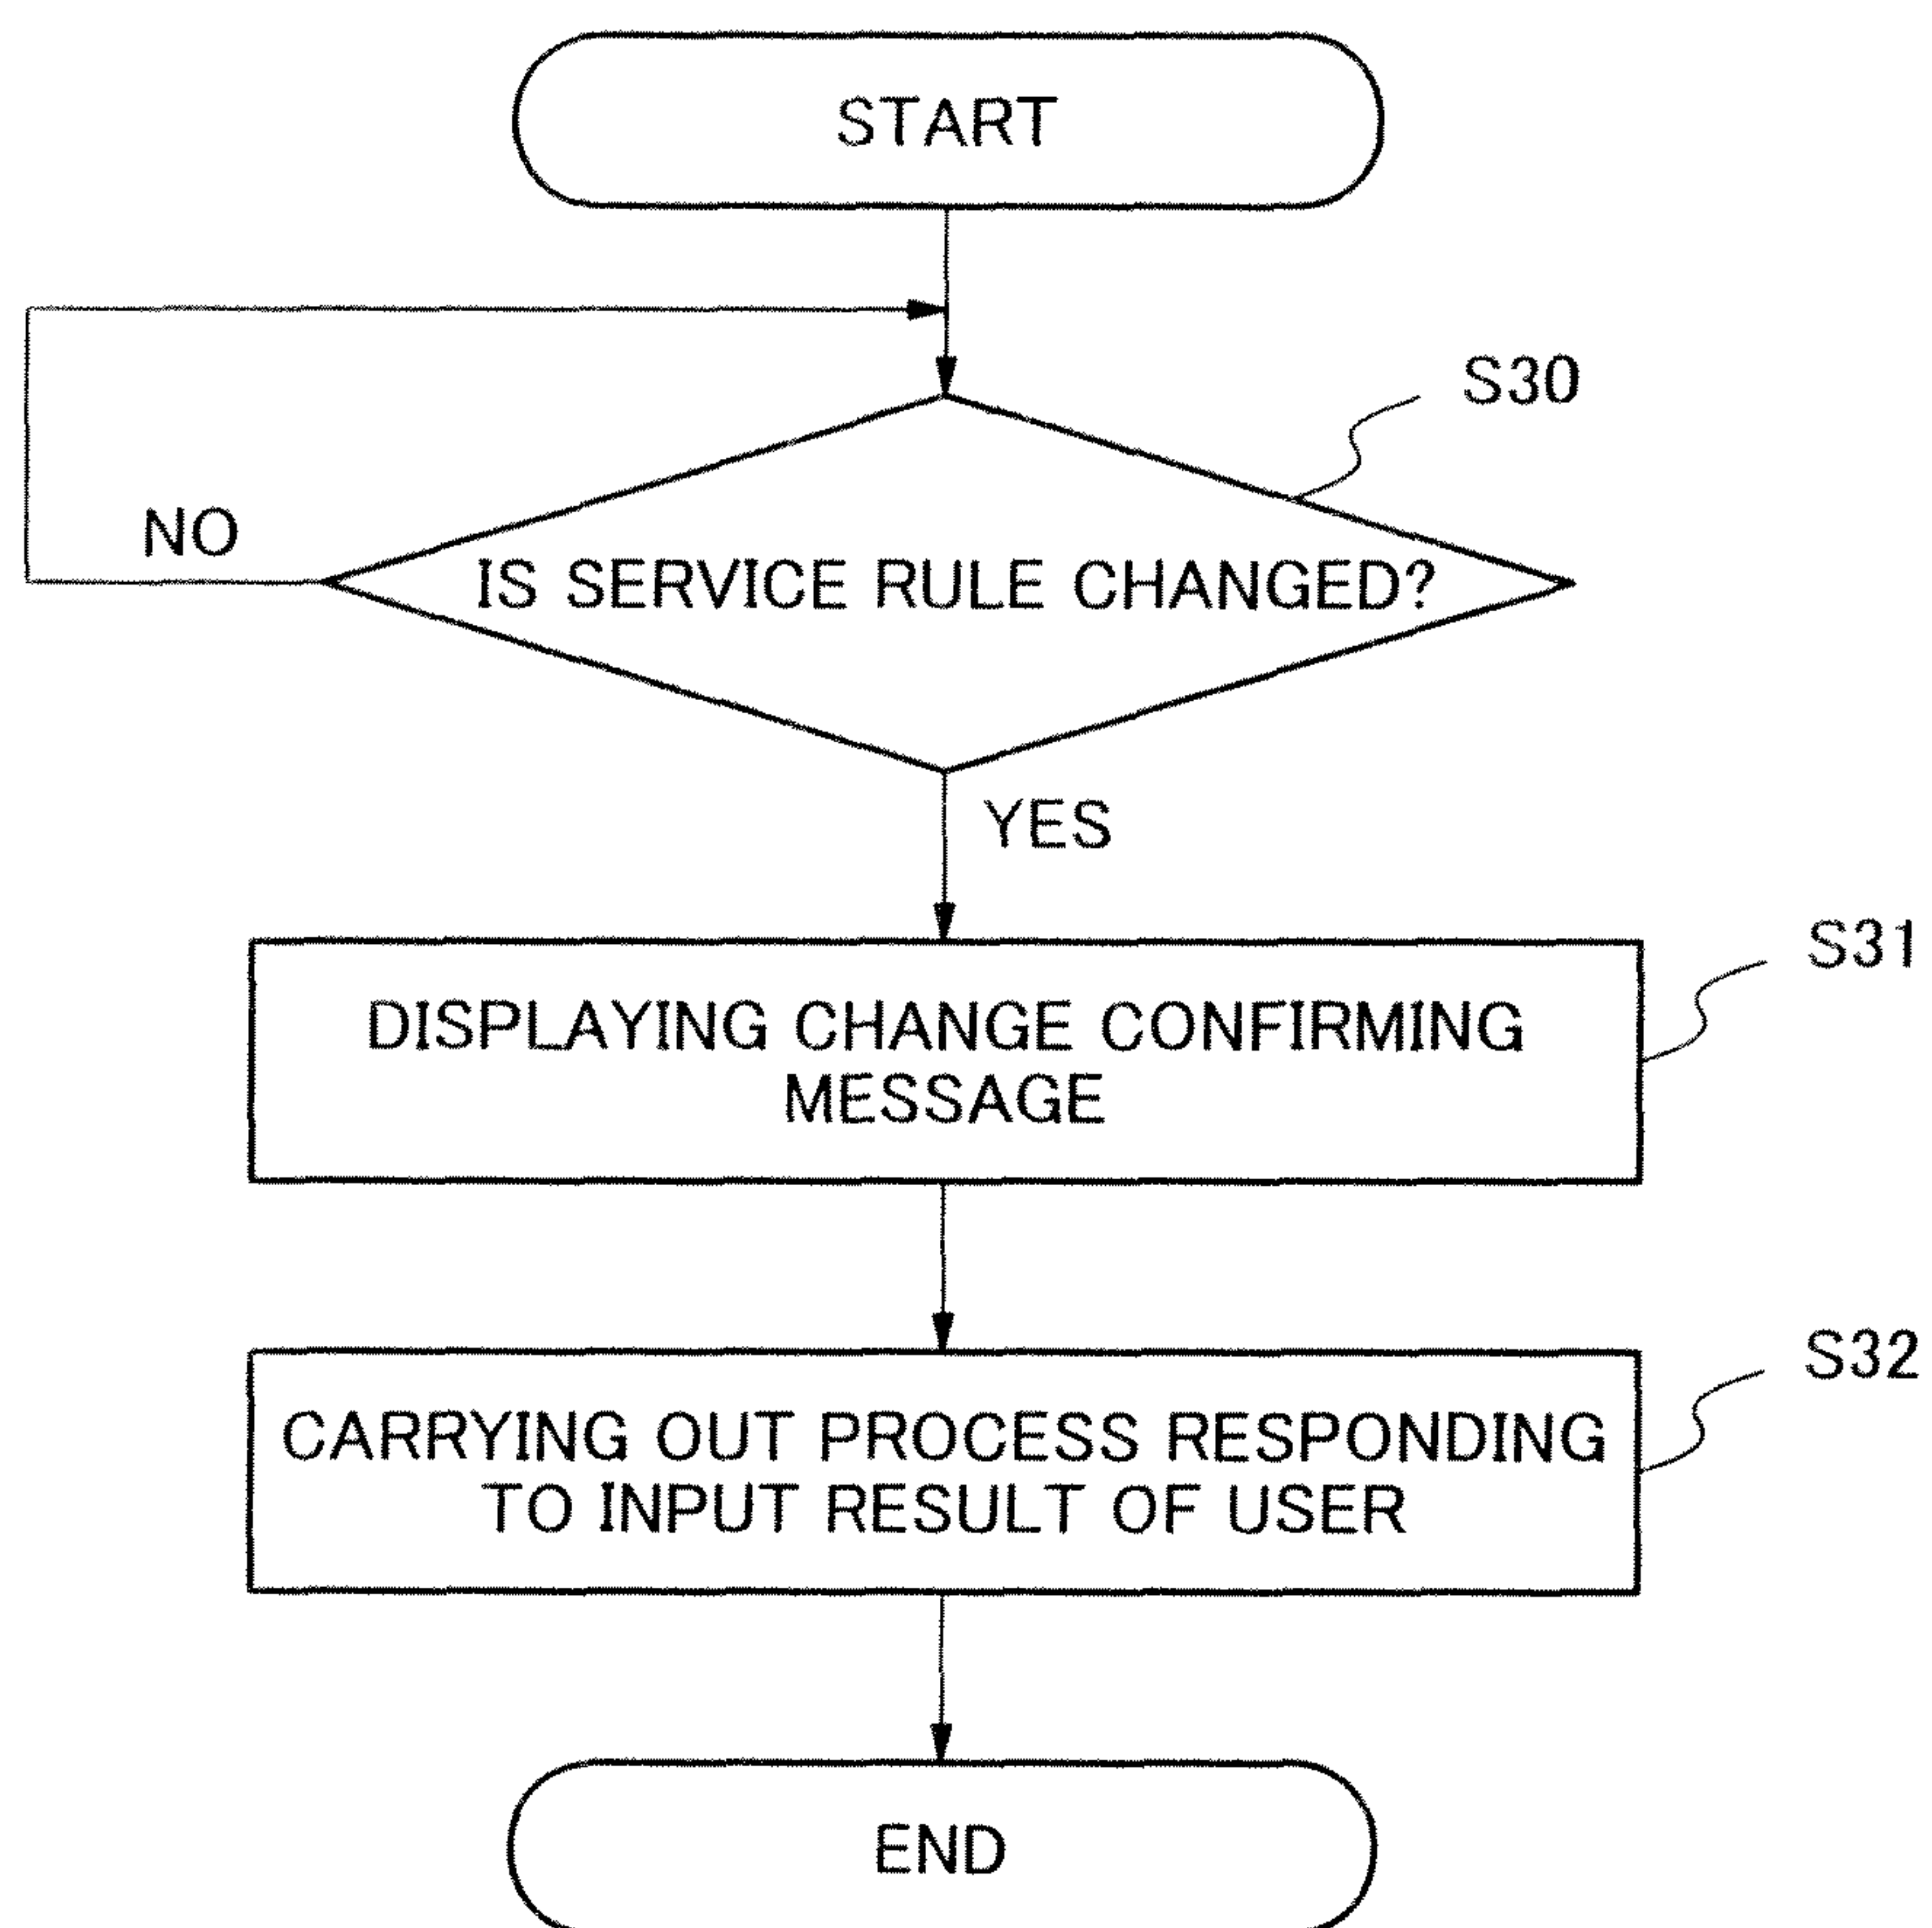 START
S30
NO
IS SERVICE RULE CHANGED?
YES
S31
DISPLAYING CHANGE CONFIRMING
MESSAGE
S32
CARRYING OUT PROCESS RESPONDING
TO INPUT RESULT OF USER
END